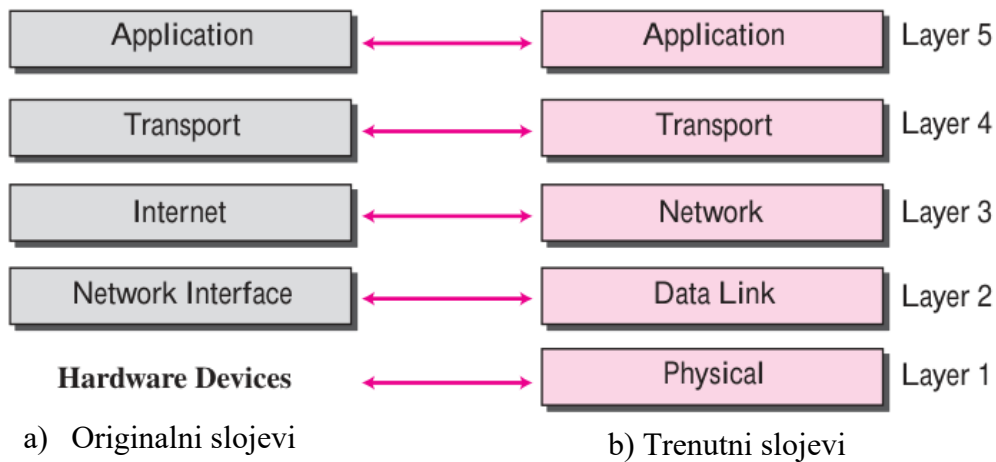 Application Application Layer 5
Transport Transport Layer 4
Internet Network Layer 3
Network Interface Data Link Layer 2
Hardware Devices Physical Layer 1
a) Originalni slojevi b) Trenutni slojevi